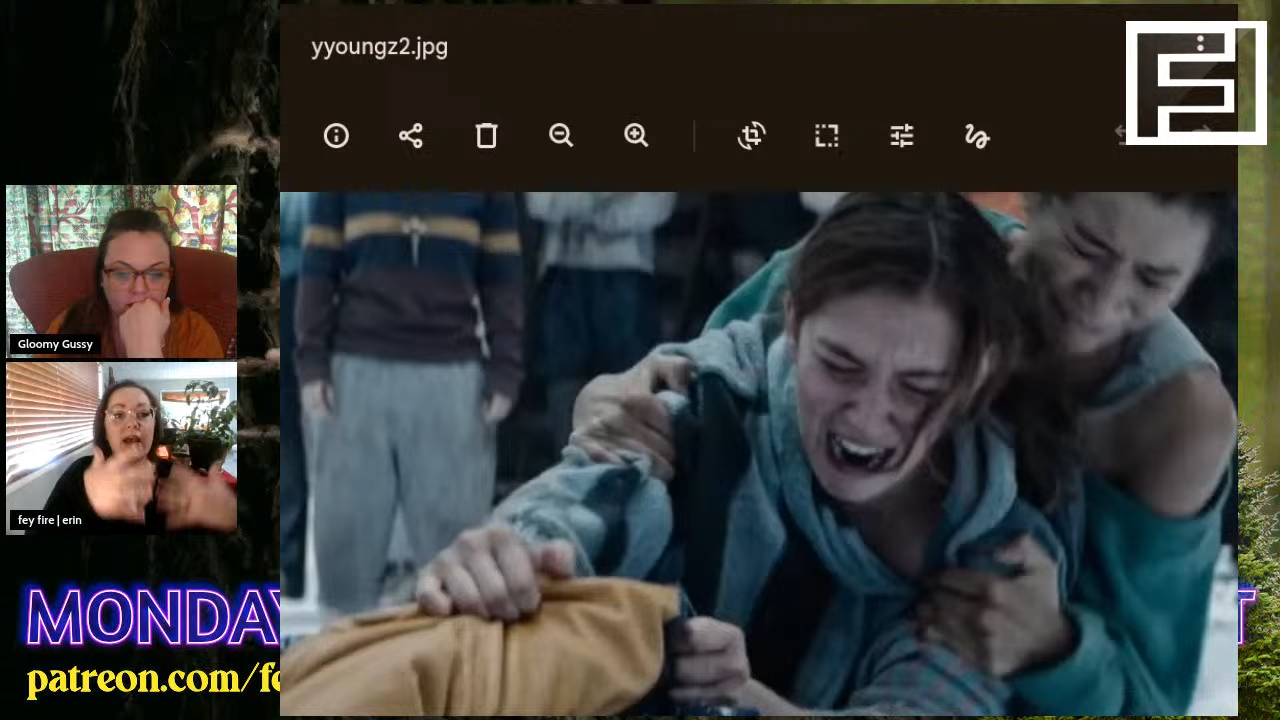 yyoungz2.jpg
Gloomy Gussy
fey fire | erin
MONDAY
T
patreon.com/fe